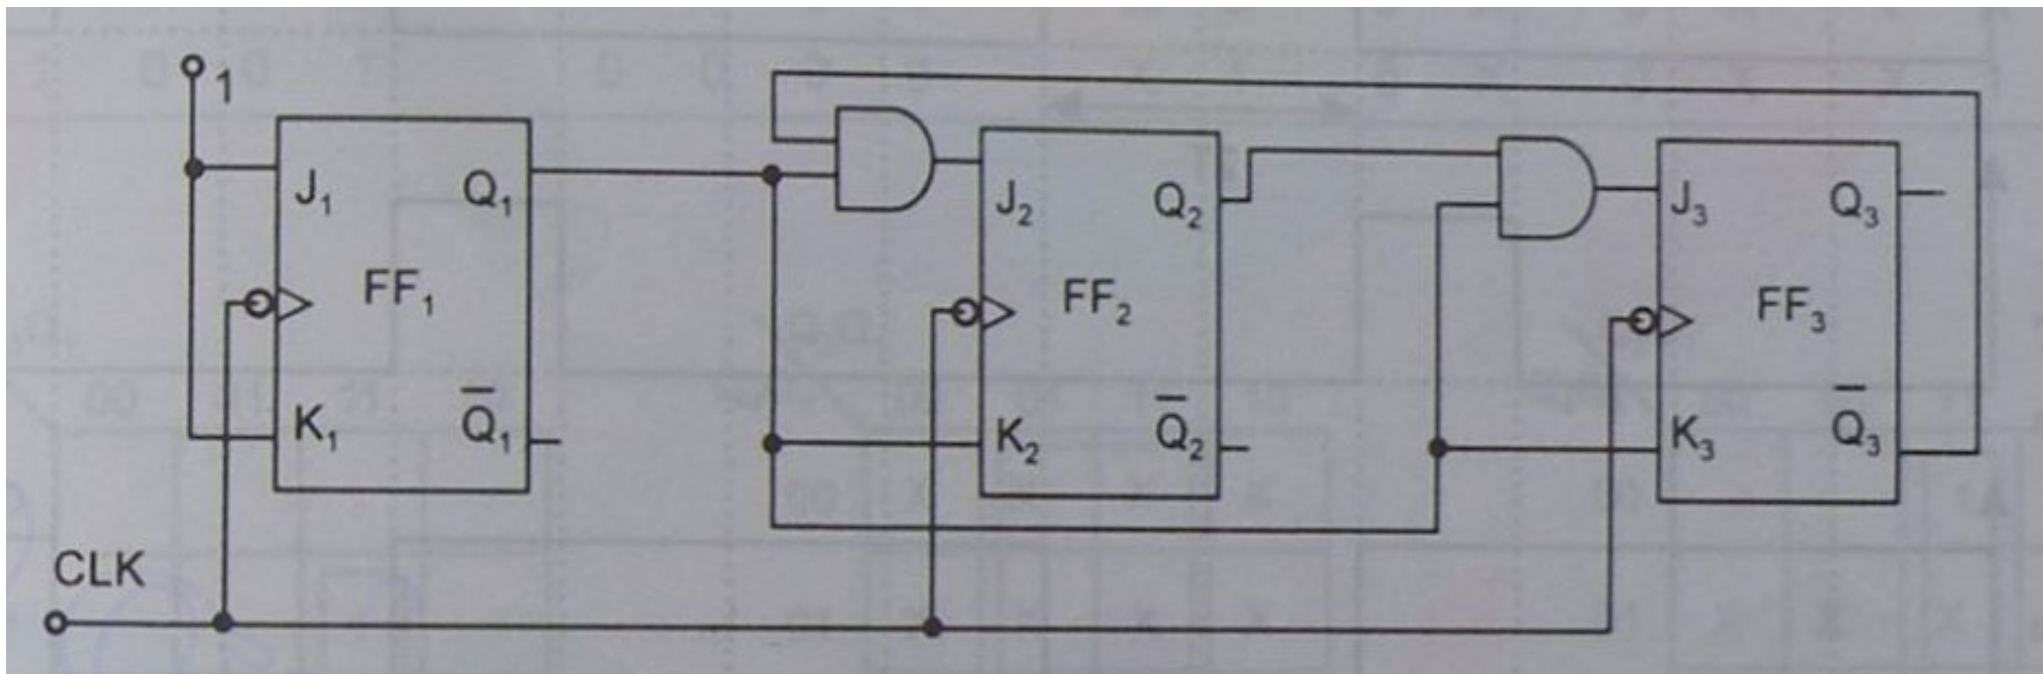 1
J₁ Q₁
FF₁
K₁ Q̅₁
J₂ Q₂
FF₂
K₂ Q̅₂
J₃ Q₃
FF₃
K₃ Q̅₃
CLK